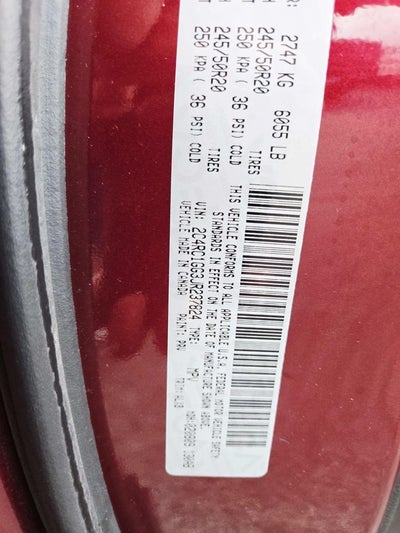 : 2747 KG   6055 LB
245/50R20   TIRES
250 KPA ( 36 PSI) COLD
245/50R20   TIRES
250 KPA ( 36 PSI) COLD
THIS VEHICLE CONFORMS TO ALL APPLICABLE U.S.A. FEDERAL MOTOR VEHICLE SAFETY
STANDARDS IN EFFECT ON THE DATE OF MANUFACTURE SHOWN ABOVE.
VIN: 2C4RC1GG3JR237824   TYPE: MPV
VEHICLE MADE IN CANADA   PAINT: PRV